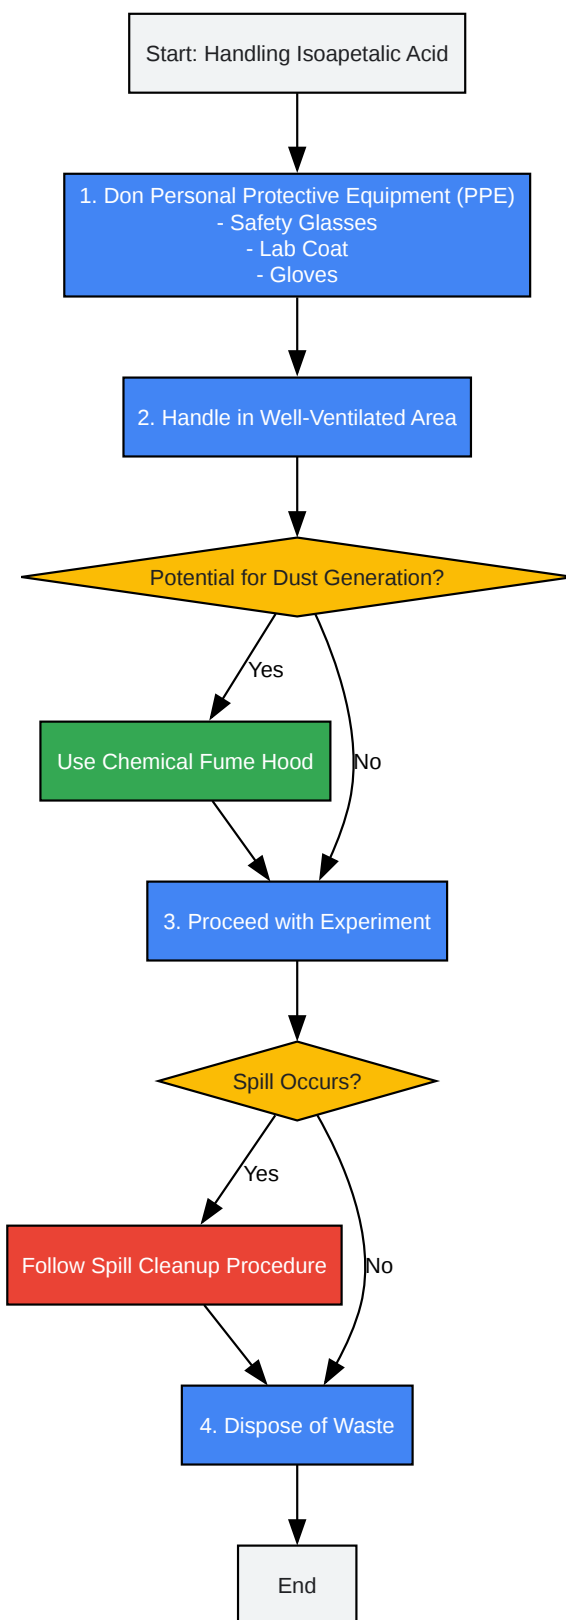 Start: Handling Isoapetalic Acid
1. Don Personal Protective Equipment (PPE)
- Safety Glasses
- Lab Coat
- Gloves
2. Handle in Well-Ventilated Area
Potential for Dust Generation?
Yes
Use Chemical Fume Hood
No
3. Proceed with Experiment
Spill Occurs?
Yes
Follow Spill Cleanup Procedure
No
4. Dispose of Waste
End